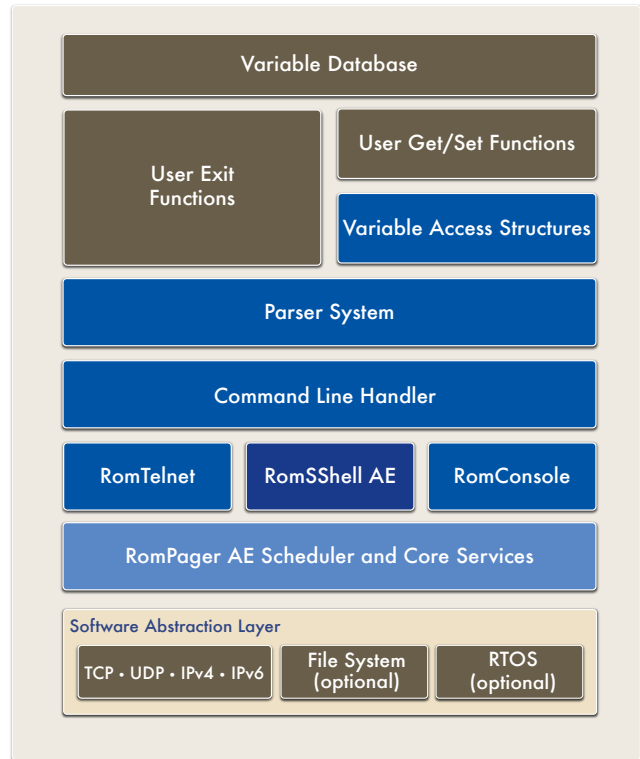 Variable Database
User Exit
Functions
User Get/Set Functions
Variable Access Structures
Parser System
Command Line Handler
RomTelnet
RomSShell AE
RomConsole
RomPager AE Scheduler and Core Services
Software Abstraction Layer
TCP • UDP • IPv4 • IPv6
File System
(optional)
RTOS
(optional)